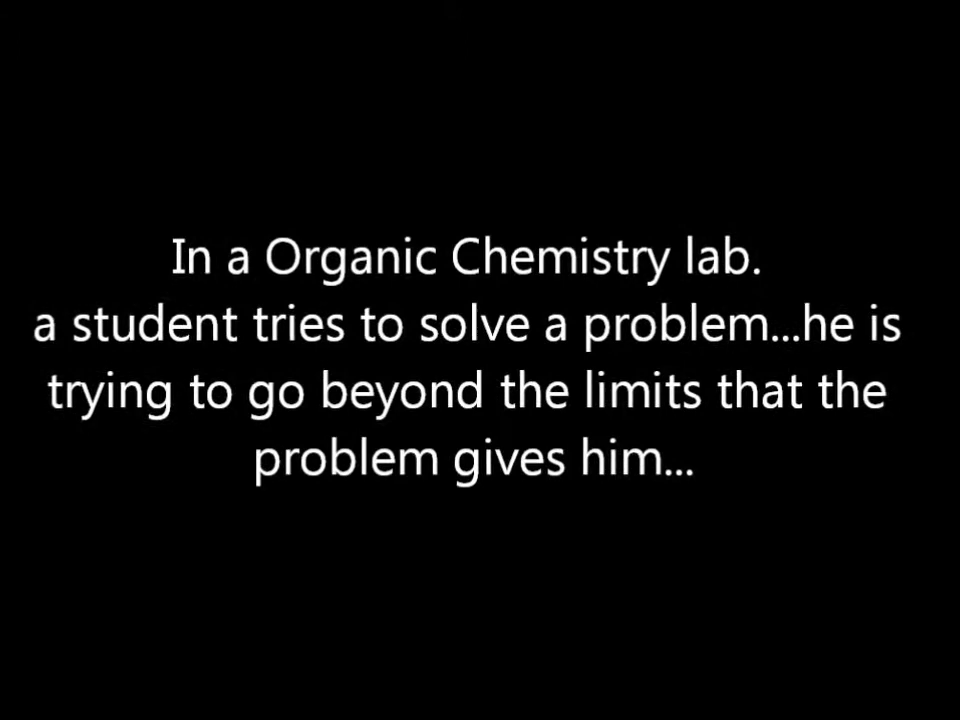 In a Organic Chemistry lab.
a student tries to solve a problem...he is
trying to go beyond the limits that the
problem gives him...